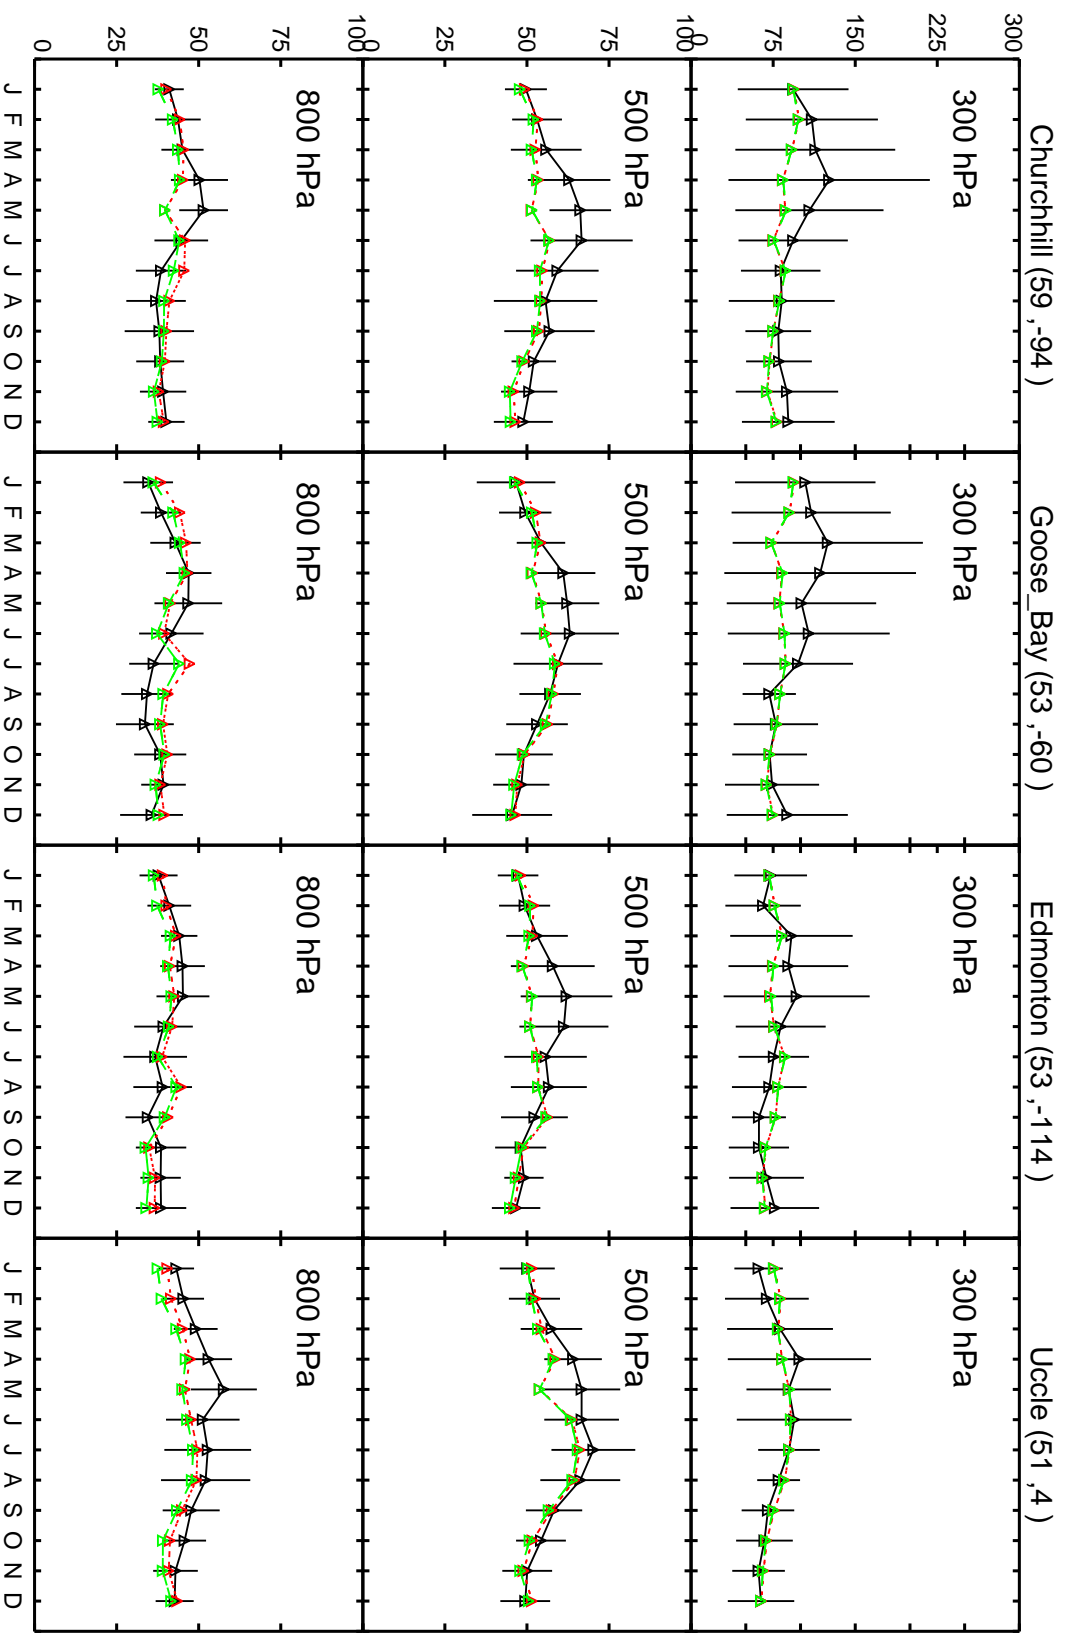 Churchhill (59 ,-94 )
Goose_Bay (53 ,-60 )
Edmonton (53 ,-114 )
Uccle (51 ,4 )
300
225
150
75
0
300 hPa
300 hPa
300 hPa
300 hPa
100
75
50
25
0
500 hPa
500 hPa
500 hPa
500 hPa
100
75
50
25
0
800 hPa
800 hPa
800 hPa
800 hPa
J F M A M J J A S O N D
J F M A M J J A S O N D
J F M A M J J A S O N D
J F M A M J J A S O N D